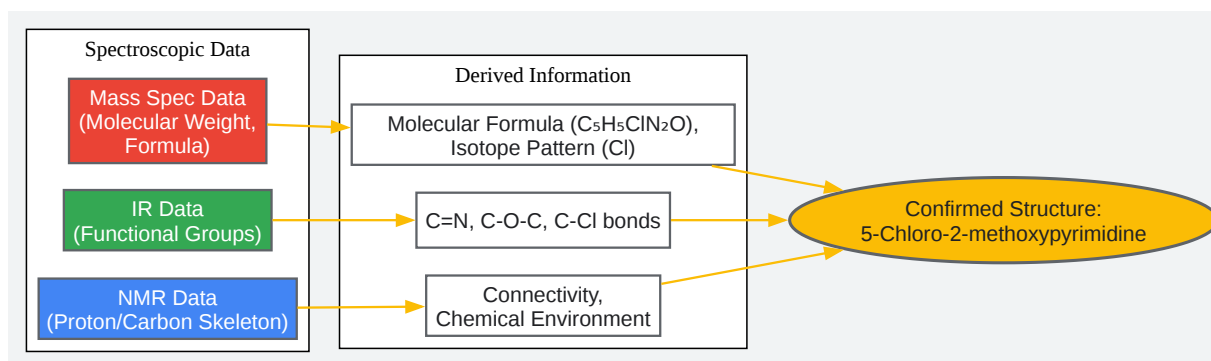 Spectroscopic Data
Mass Spec Data
(Molecular Weight,
Formula)
IR Data
(Functional Groups)
NMR Data
(Proton/Carbon Skeleton)
Derived Information
Molecular Formula (C₅H₅ClN₂O),
Isotope Pattern (Cl)
C=N, C-O-C, C-Cl bonds
Connectivity,
Chemical Environment
Confirmed Structure:
5-Chloro-2-methoxypyrimidine